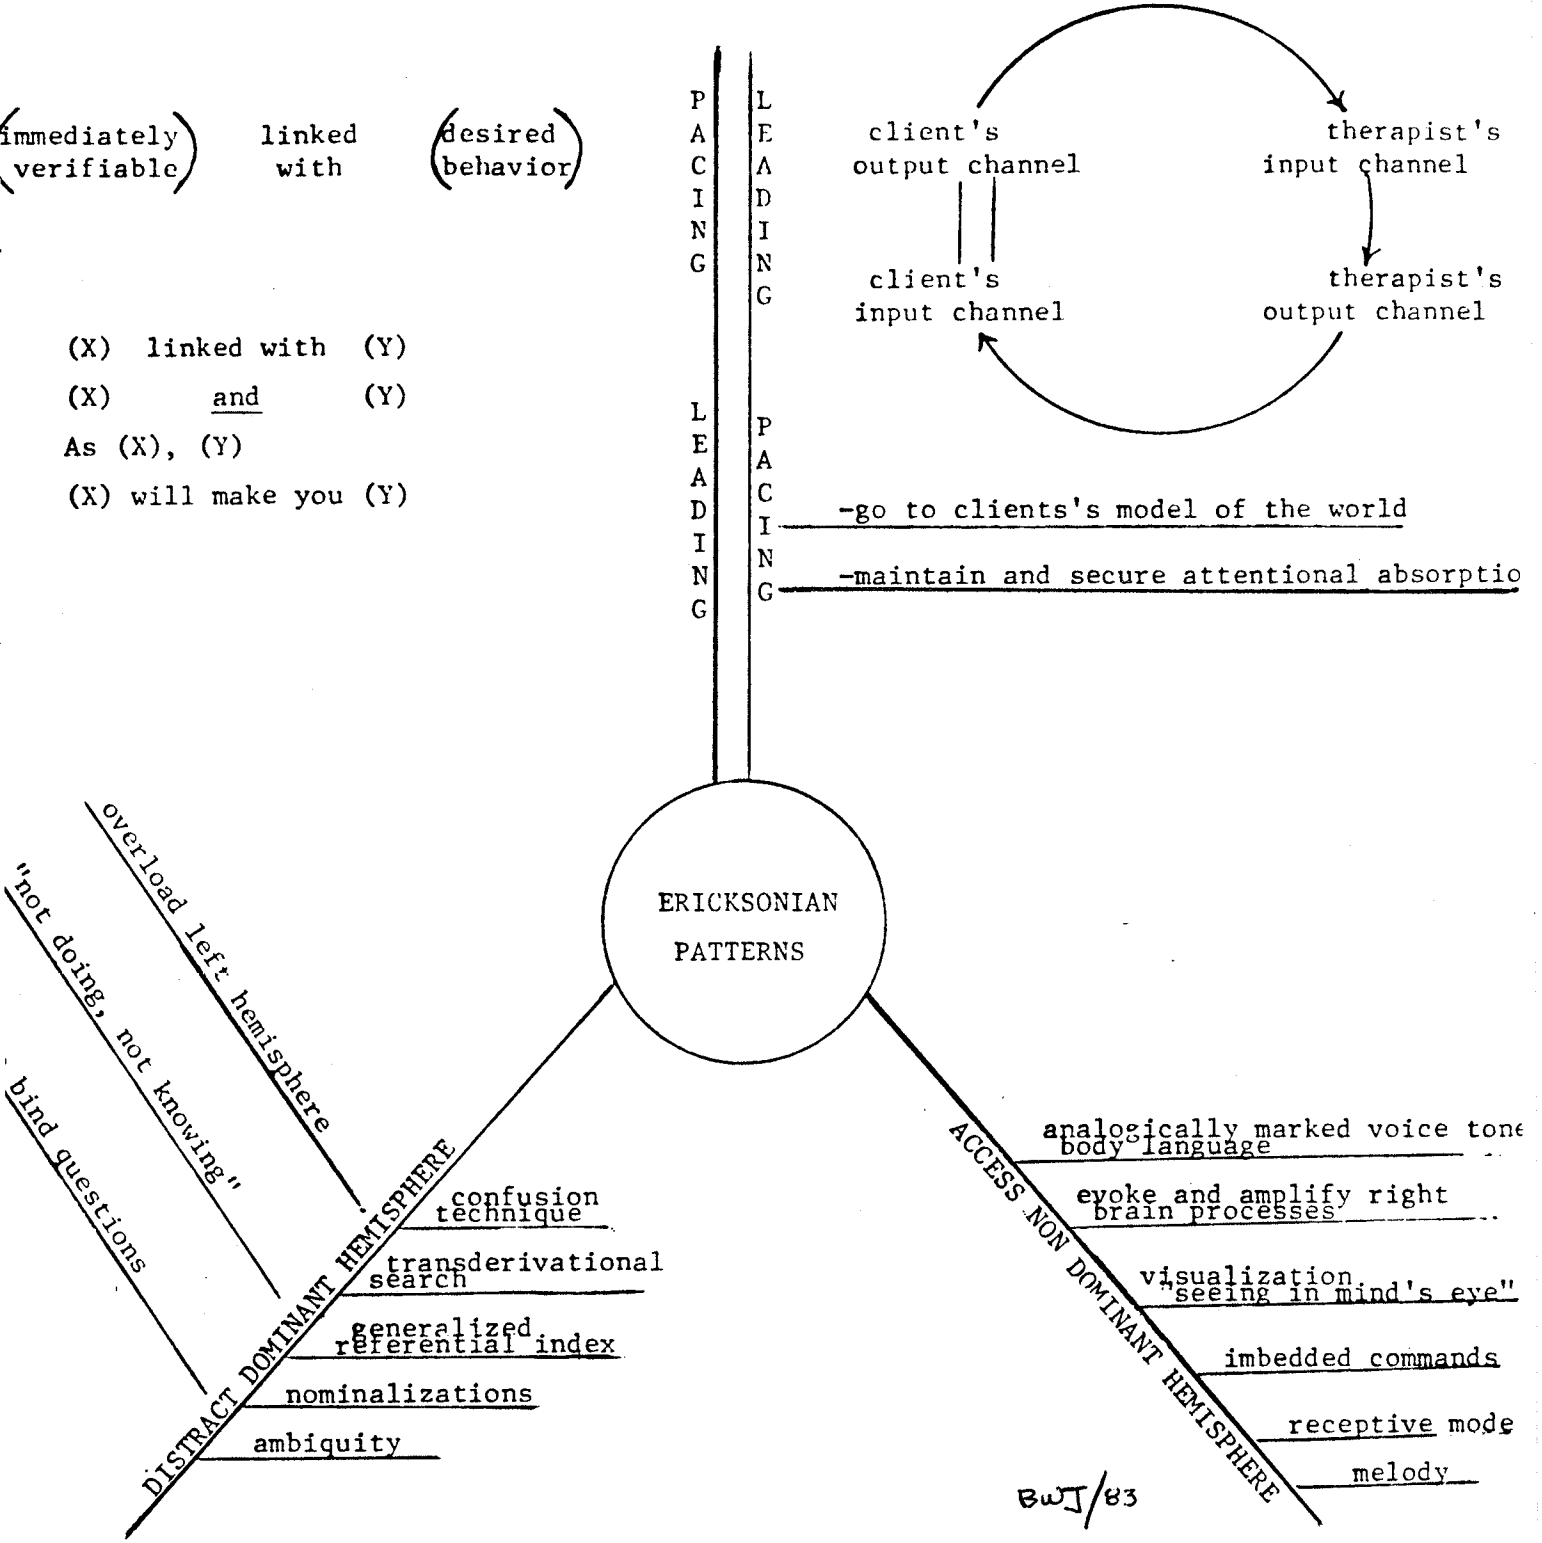 (immediately verifiable) linked with (desired behavior)
(X) linked with (Y)
(X) and (Y)
As (X), (Y)
(X) will make you (Y)
PACING
LEADING
LEADING
PACING
client's
output channel
therapist's
input channel
client's
input channel
therapist's
output channel
-go to clients's model of the world
-maintain and secure attentional absorptio
ERICKSONIAN
PATTERNS
overload left hemisphere
"not doing, not knowing"
bind questions
DISTRACT DOMINANT HEMISPHERE
confusion
technique
transderivational
search
generalized
referential index
nominalizations
ambiguity
ACCESS NON DOMINANT HEMISPHERE
analogically marked voice tone
body language
evoke and amplify right
brain processes
visualization
"seeing in mind's eye"
imbedded commands
receptive mode
melody
BWJ/83